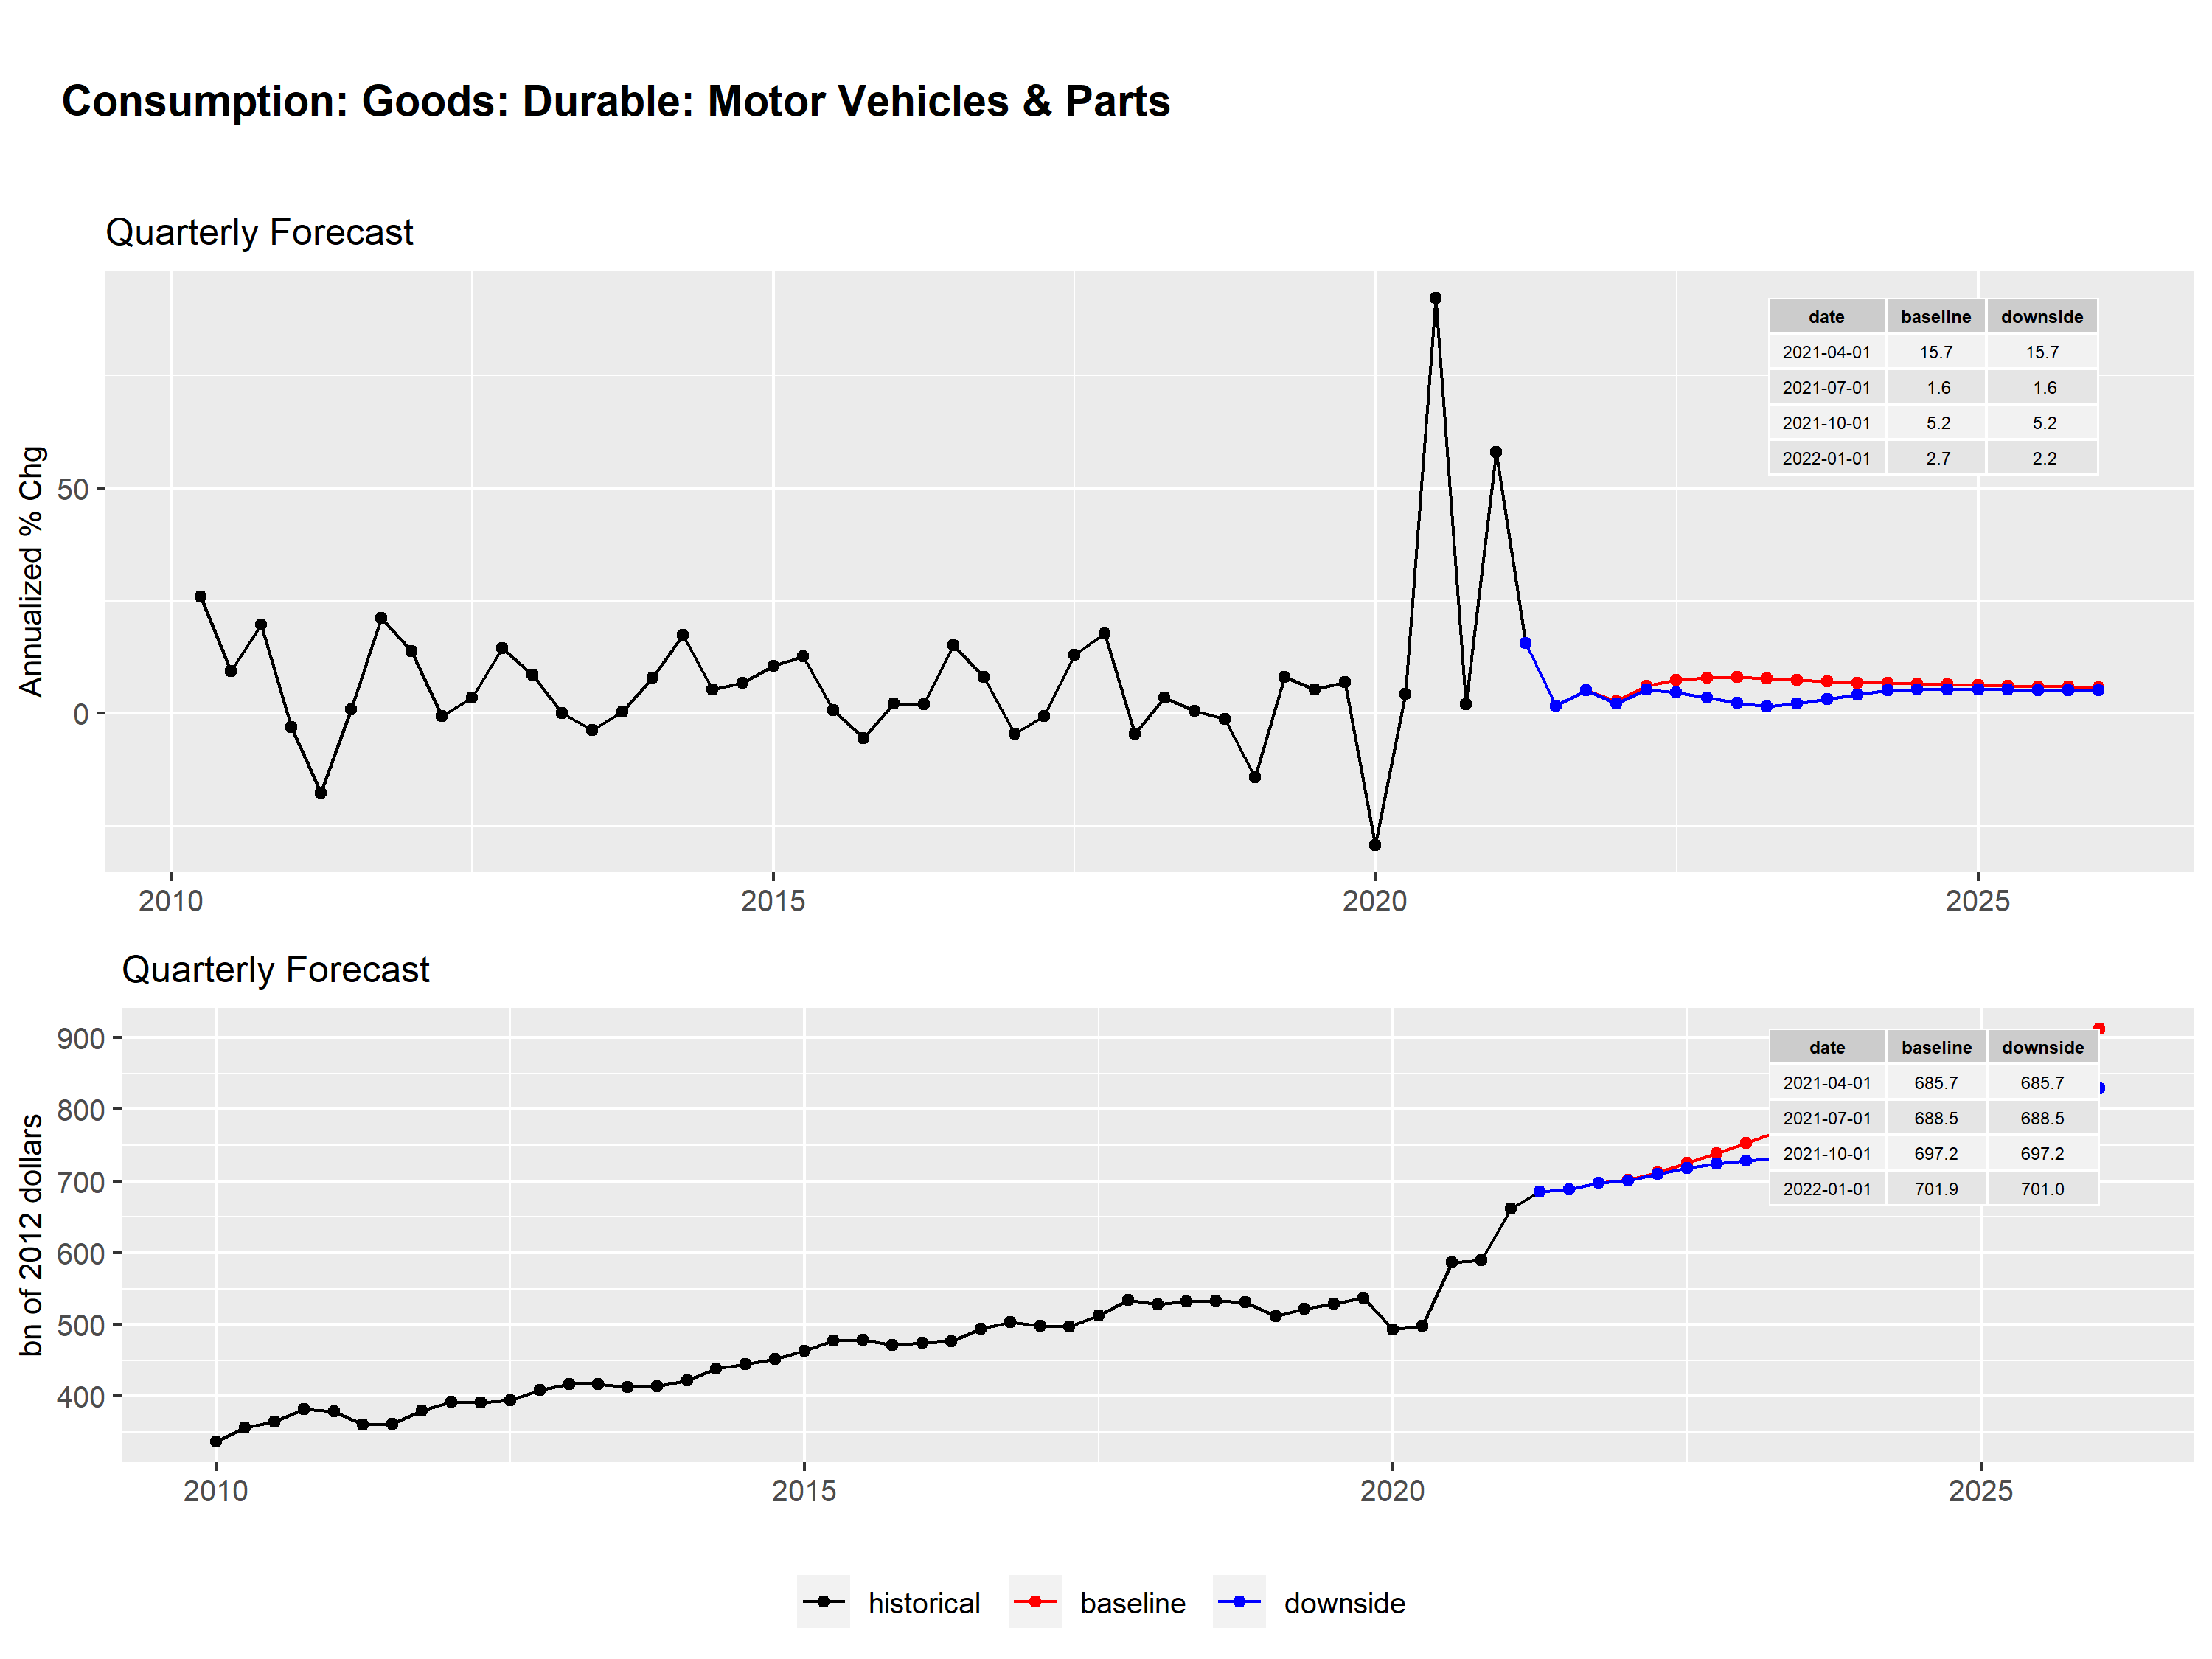 Consumption: Goods: Durable: Motor Vehicles & Parts
Quarterly Forecast
Annualized % Chg
50
0
date baseline downside
2021-04-01 15.7 15.7
2021-07-01 1.6 1.6
2021-10-01 5.2 5.2
2022-01-01 2.7 2.2
2010 2015 2020 2025
Quarterly Forecast
bn of 2012 dollars
900
800
700
600
500
400
date baseline downside
2021-04-01 685.7 685.7
2021-07-01 688.5 688.5
2021-10-01 697.2 697.2
2022-01-01 701.9 701.0
2010 2015 2020 2025
historical baseline downside